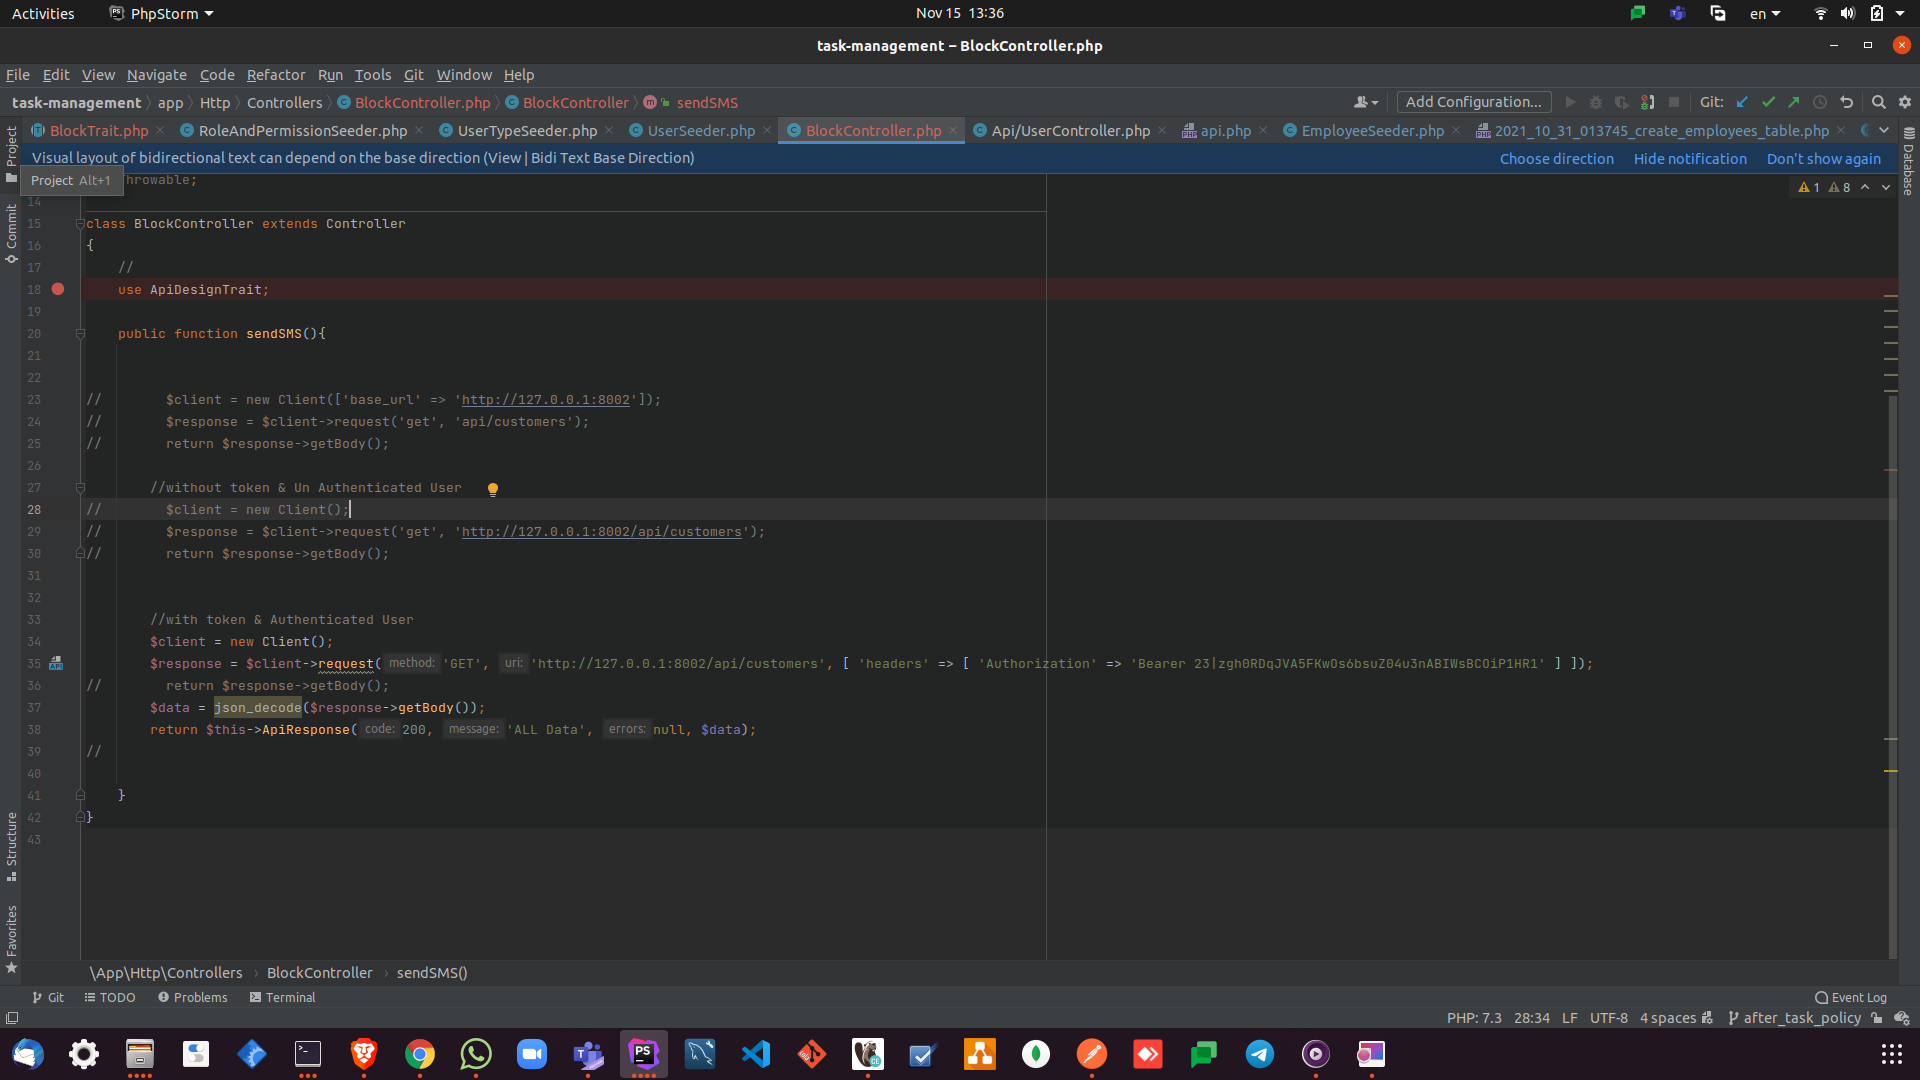 Activities PhpStorm Nov 15 13:36 en
task-management – BlockController.php
File Edit View Navigate Code Refactor Run Tools Git Window Help
task-management app Http Controllers BlockController.php BlockController sendSMS Add Configuration... Git:
BlockTrait.php RoleAndPermissionSeeder.php UserTypeSeeder.php UserSeeder.php BlockController.php Api/UserController.php api.php EmployeeSeeder.php 2021_10_31_013745_create_employees_table.php
Visual layout of bidirectional text can depend on the base direction (View | Bidi Text Base Direction) Choose direction Hide notification Don't show again
Project Alt+1
hrowable; 1 8
14
15 class BlockController extends Controller
16 {
17 //
18 use ApiDesignTrait;
19
20 public function sendSMS(){
21
22
23 // $client = new Client(['base_url' => 'http://127.0.0.1:8002']);
24 // $response = $client->request('get', 'api/customers');
25 // return $response->getBody();
26
27 //without token & Un Authenticated User
28 // $client = new Client();
29 // $response = $client->request('get', 'http://127.0.0.1:8002/api/customers');
30 // return $response->getBody();
31
32
33 //with token & Authenticated User
34 $client = new Client();
35 $response = $client->request( method: 'GET', uri: 'http://127.0.0.1:8002/api/customers', [ 'headers' => [ 'Authorization' => 'Bearer 23|zgh0RDqJVA5FKwOs6bsuZ04u3nABIWsBCOiP1HR1' ] ]);
36 // return $response->getBody();
37 $data = json_decode($response->getBody());
38 return $this->ApiResponse( code: 200, message: 'ALL Data', errors: null, $data);
39 //
40
41 }
42 }
43
Project
Commit
Structure
Favorites
Database
\App\Http\Controllers BlockController sendSMS()
Git TODO Problems Terminal Event Log
PHP: 7.3 28:34 LF UTF-8 4 spaces after_task_policy